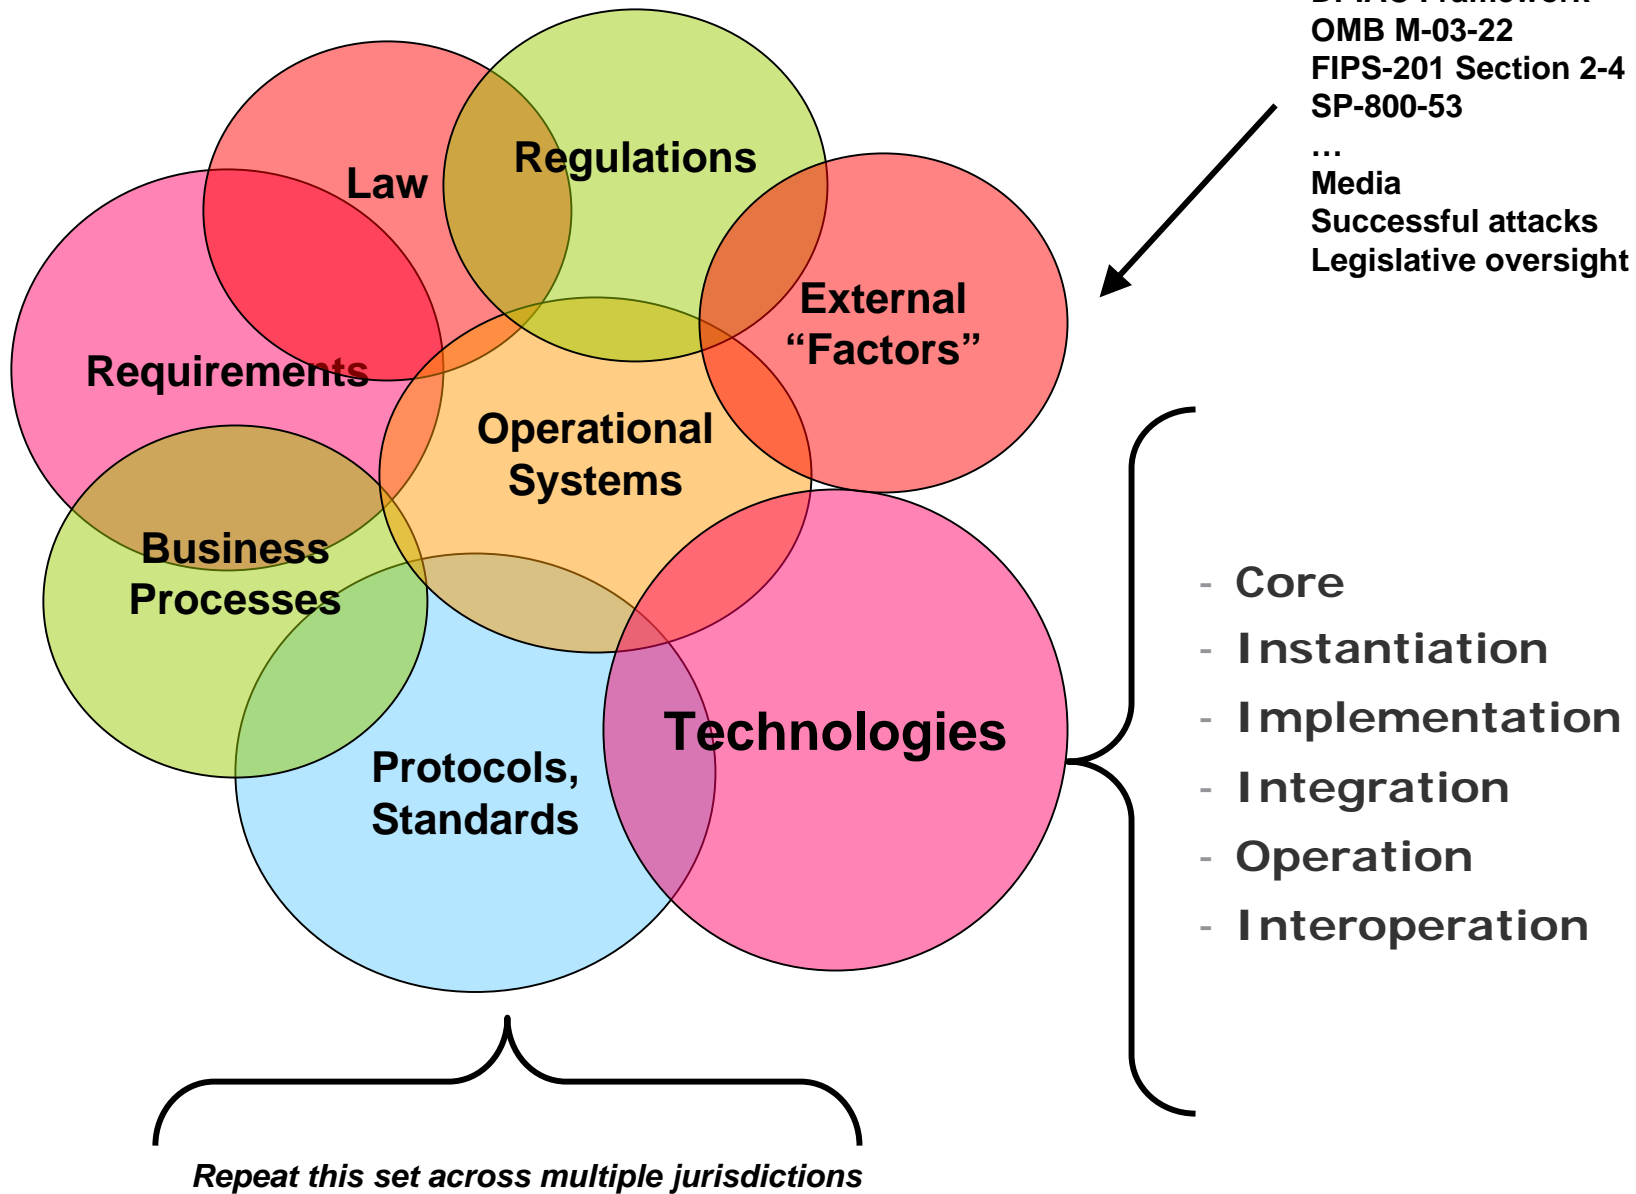 OMB M-03-22
FIPS-201 Section 2-4
SP-800-53
…
Media
Successful attacks
Legislative oversight
Regulations
Law
External
“Factors”
Requirements
Operational
Systems
Business
Processes
Technologies
Protocols,
Standards
- Core
- Instantiation
- Implementation
- Integration
- Operation
- Interoperation
Repeat this set across multiple jurisdictions